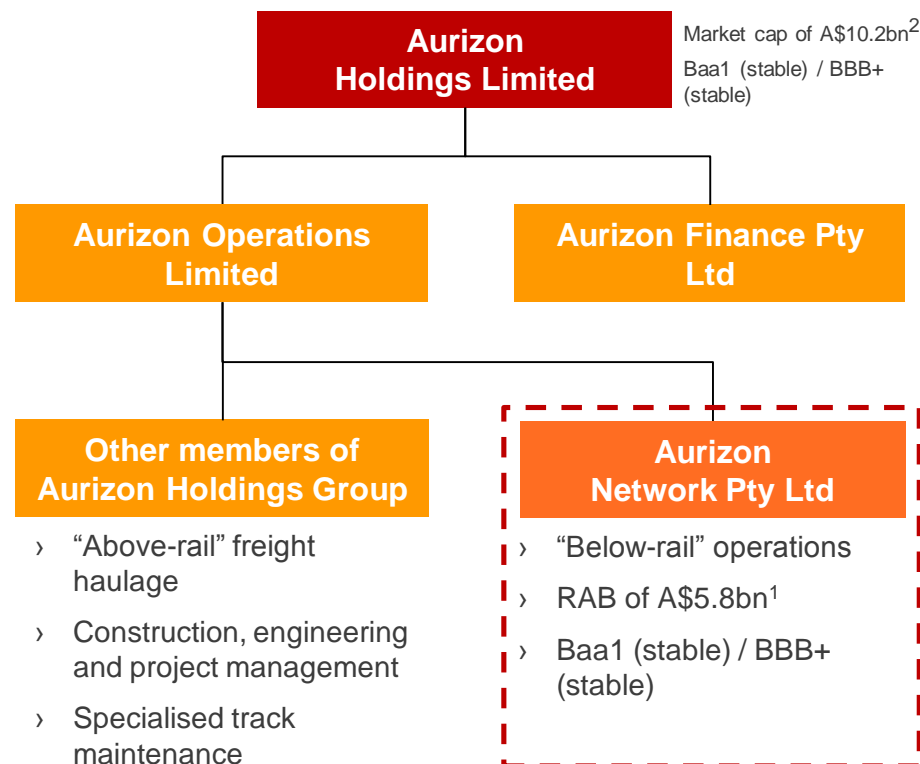 Aurizon
Holdings Limited
Market cap of A$10.2bn2
Baa1 (stable) / BBB+
(stable)
Aurizon Operations
Limited
Aurizon Finance Pty
Ltd
Other members of
Aurizon Holdings Group
› “Above-rail” freight
haulage
› Construction, engineering
and project management
› Specialised track
maintenance
Aurizon
Network Pty Ltd
› “Below-rail” operations
› RAB of A$5.8bn1
› Baa1 (stable) / BBB+
(stable)